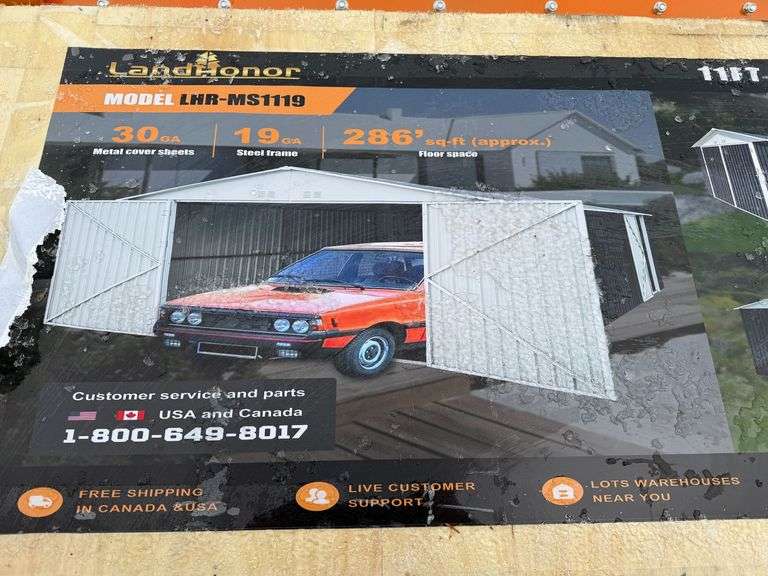 LANDHONOR
MODEL LHR-MS1119
30GA
Metal cover sheets
19GA
Steel frame
286' sq-ft (approx.)
Floor space
11FT
Customer service and parts
USA and Canada
1-800-649-8017
FREE SHIPPING
IN CANADA &USA
LIVE CUSTOMER
SUPPORT
LOTS WAREHOUSES
NEAR YOU